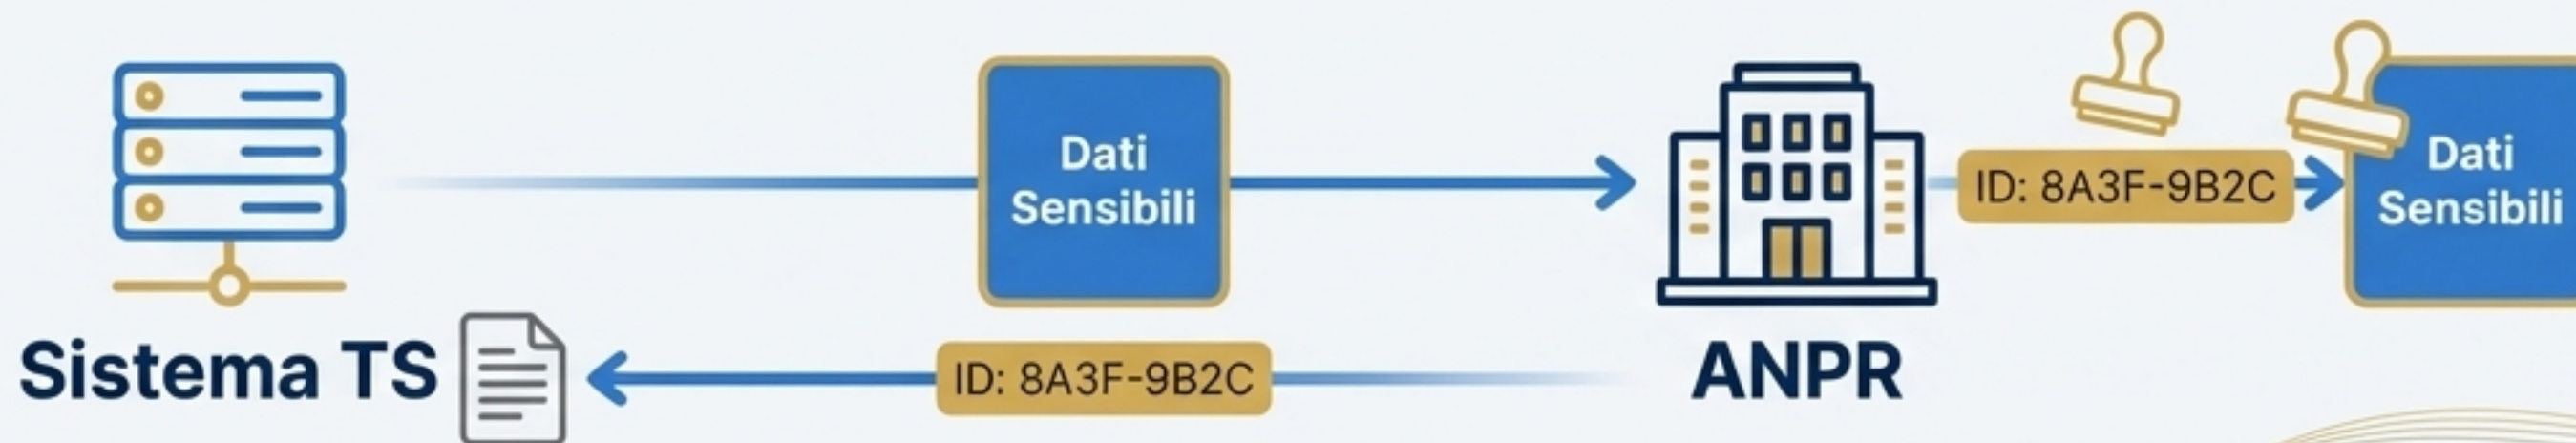 Dati
Sensibili
ID: 8A3F-9B2C
Dati
Sensibili
Sistema TS
ID: 8A3F-9B2C
ANPR